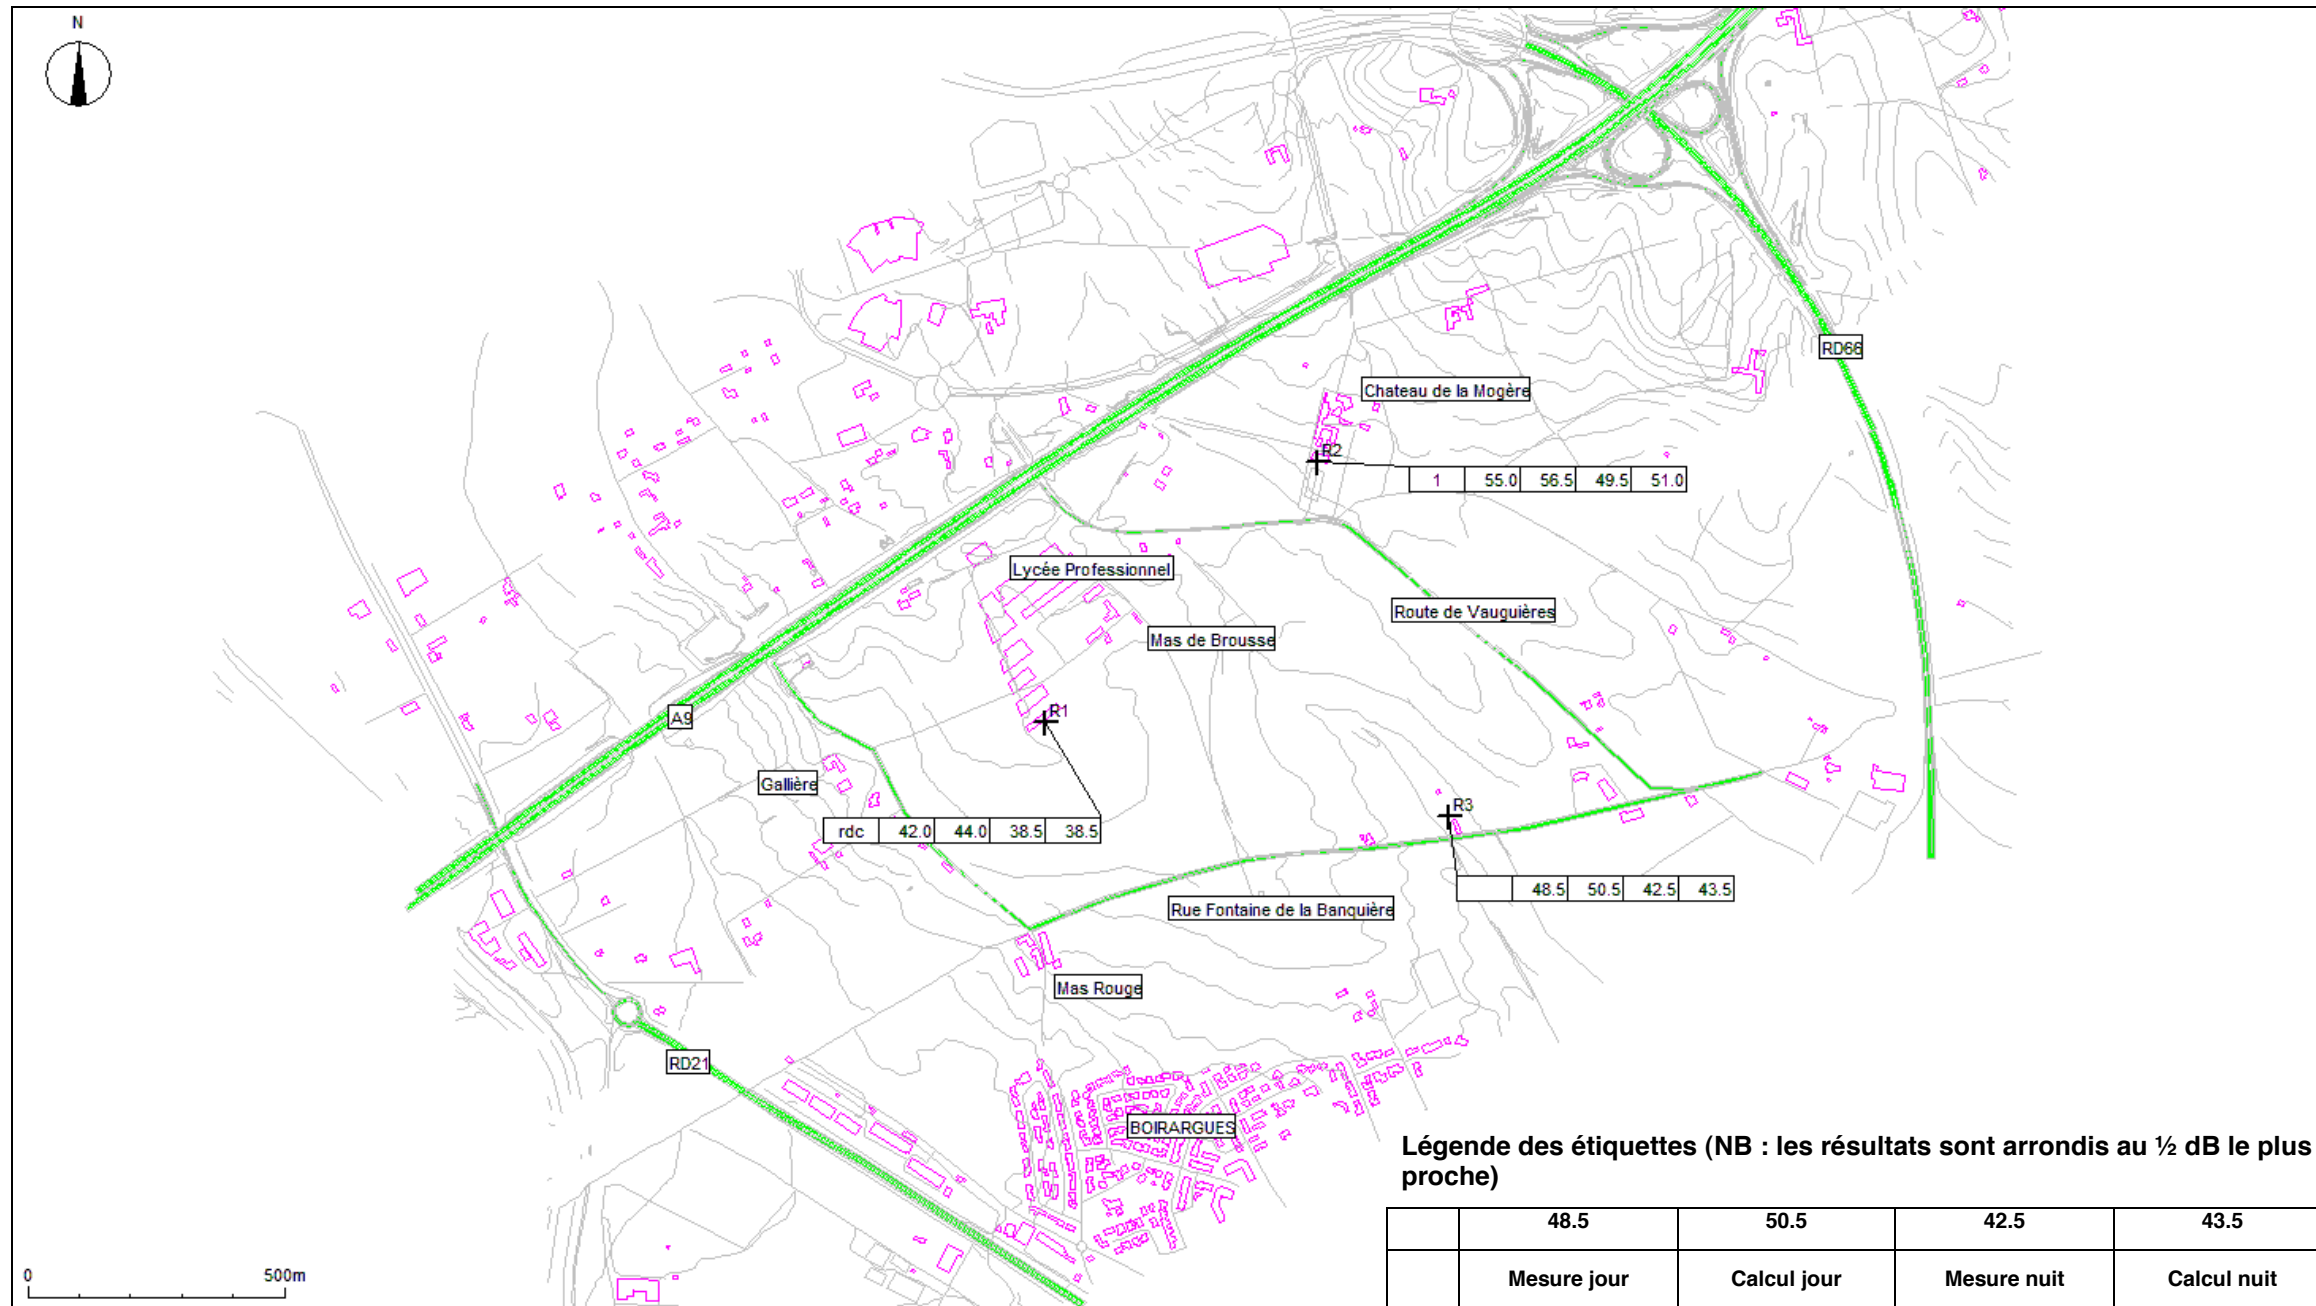 N
RD66
Chateau de la Mogère
R2
1 55.0 56.5 49.5 51.0
Lycée Professionnel
Route de Vauguières
Mas de Brousse
A9
R1
Gallière
R3
rdc 42.0 44.0 38.5 38.5
48.5 50.5 42.5 43.5
Rue Fontaine de la Banquière
Mas Rouge
RD21
BOIRARGUES
Légende des étiquettes (NB : les résultats sont arrondis au ½ dB le plus
proche)
48.5 50.5 42.5 43.5
Mesure jour Calcul jour Mesure nuit Calcul nuit
0 500m